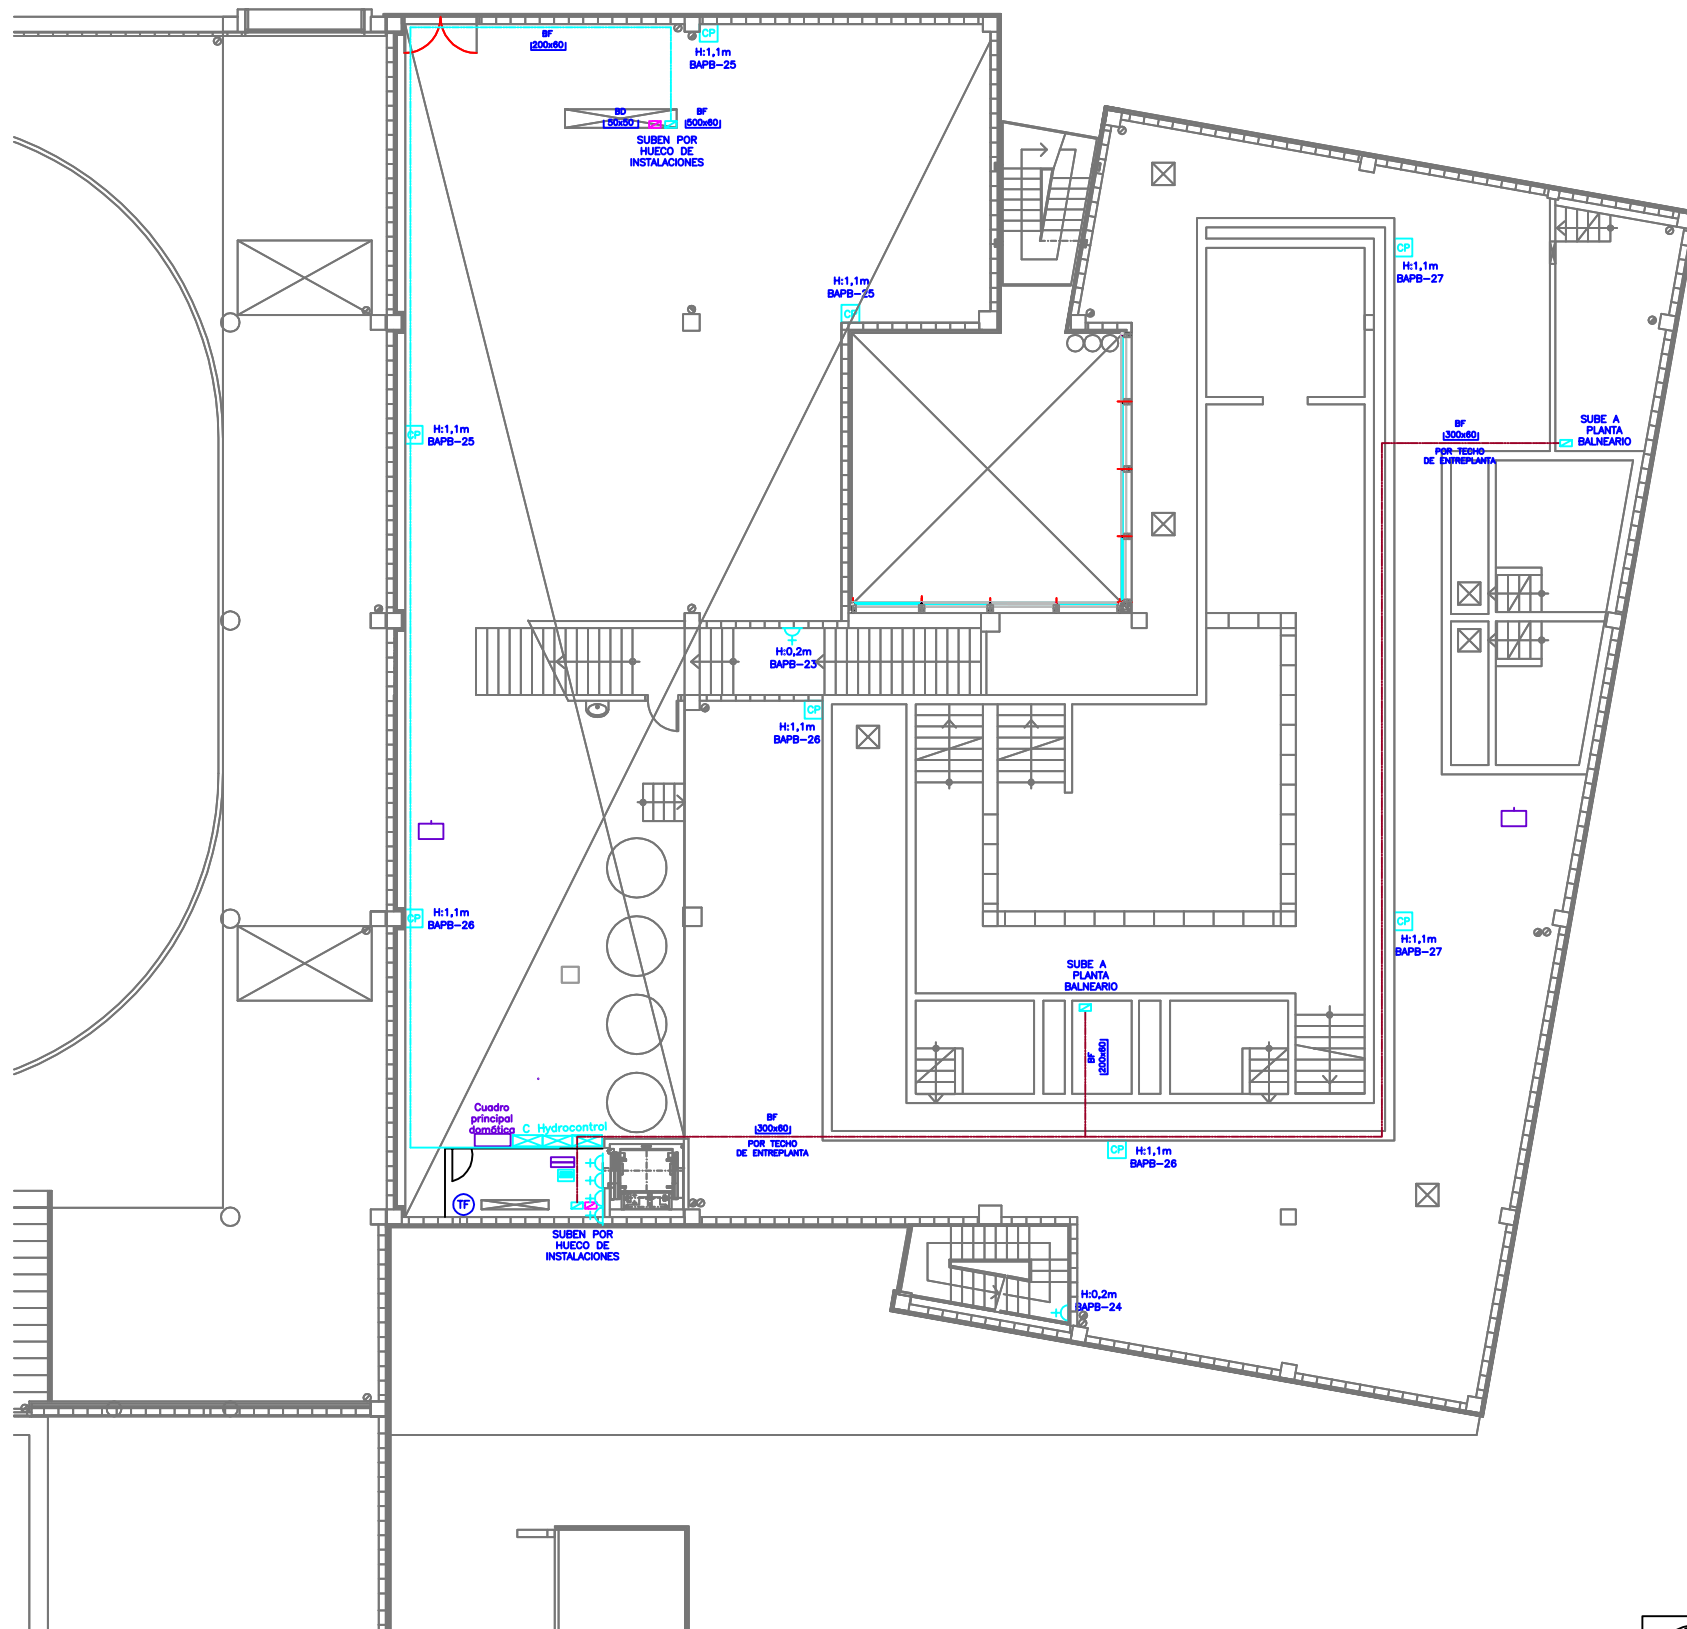 BF
200x60
CP
H:1,1m
BAPB-25
BD
50x50
BF
500x60
SUBEN POR
HUECO DE
INSTALACIONES
CP
H:1,1m
BAPB-27
H:1,1m
BAPB-25
CP
CP
H:1,1m
BAPB-25
BF
300x60
POR TECHO
DE ENTREPLANTA
SUBE A
PLANTA
BALNEARIO
H:0,2m
BAPB-23
CP
H:1,1m
BAPB-26
CP
H:1,1m
BAPB-26
CP
H:1,1m
BAPB-27
SUBE A
PLANTA
BALNEARIO
BF
200x60
Cuadro
principal
domótica
C Hydrocontrol
BF
300x60
POR TECHO
DE ENTREPLANTA
CP
H:1,1m
BAPB-26
TF
SUBEN POR
HUECO DE
INSTALACIONES
H:0,2m
BAPB-24